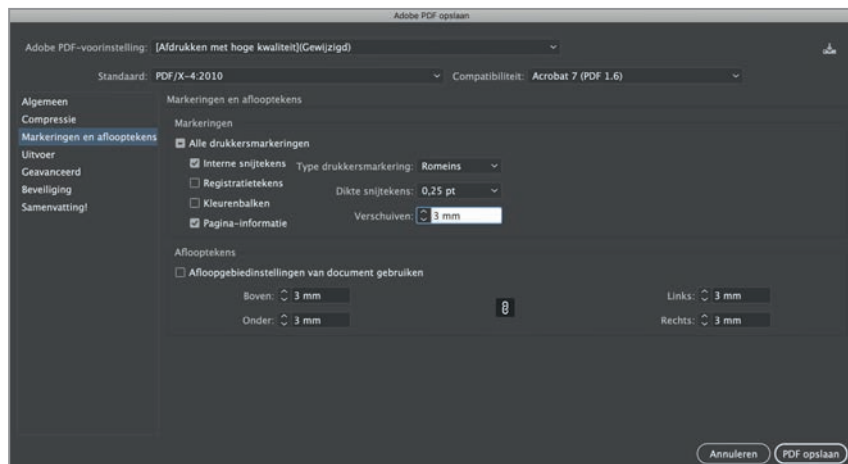 Adobe PDF opslaan
Adobe PDF-voorinstelling: [Afdrukken met hoge kwaliteit](Gewijzigd)
Standaard: PDF/X-4:2010 Compatibiliteit: Acrobat 7 (PDF 1.6)
Algemeen
Compressie
Markeringen en aflooptekens
Uitvoer
Geavanceerd
Beveiliging
Samenvatting!
Markeringen en aflooptekens
Markeringen
Alle drukkersmarkeringen
Interne snijtekens
Registratietekens
Kleurenbalken
Pagina-informatie
Type drukkersmarkering: Romeins
Dikte snijtekens: 0,25 pt
Verschuiven: 3 mm
Aflooptekens
Afloopgebiedinstellingen van document gebruiken
Boven: 3 mm Links: 3 mm
Onder: 3 mm Rechts: 3 mm
Annuleren PDF opslaan